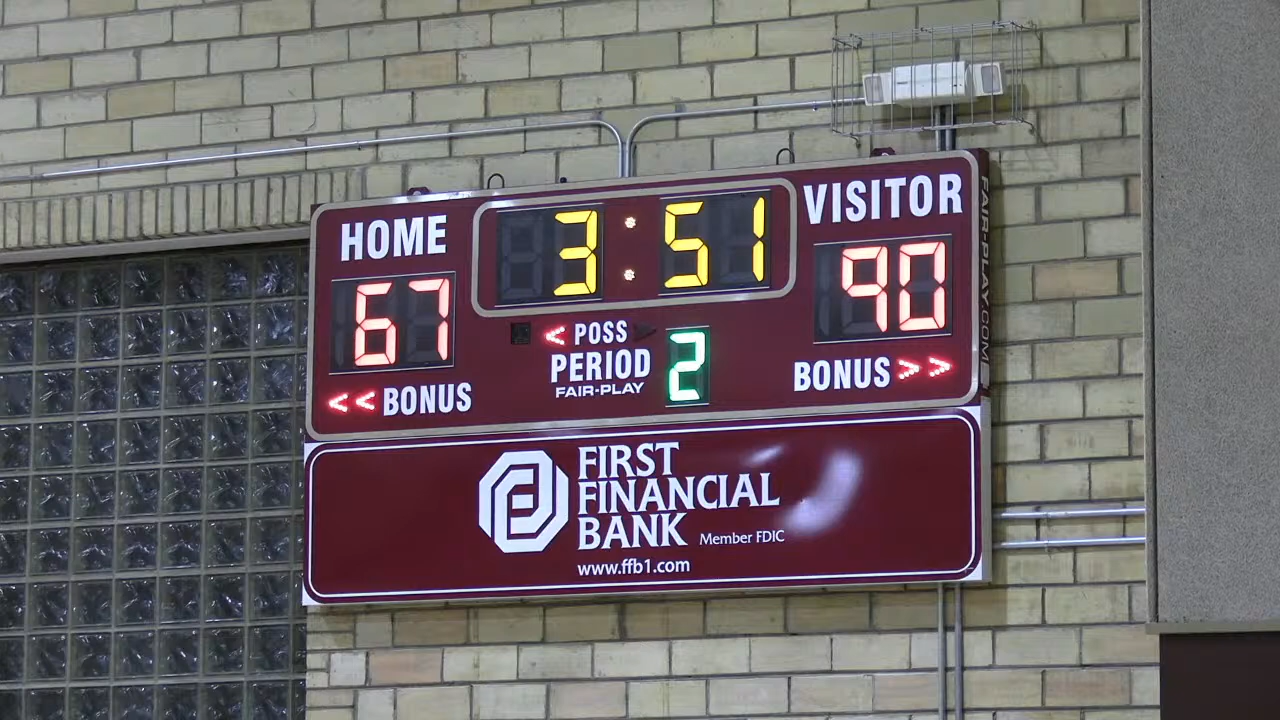 HOME
3:51
VISITOR
67
90
< POSS
PERIOD 2
FAIR-PLAY
<< BONUS
BONUS >>
FAIR-PLAY.COM
FIRST
FINANCIAL
BANK Member FDIC
www.ffb1.com